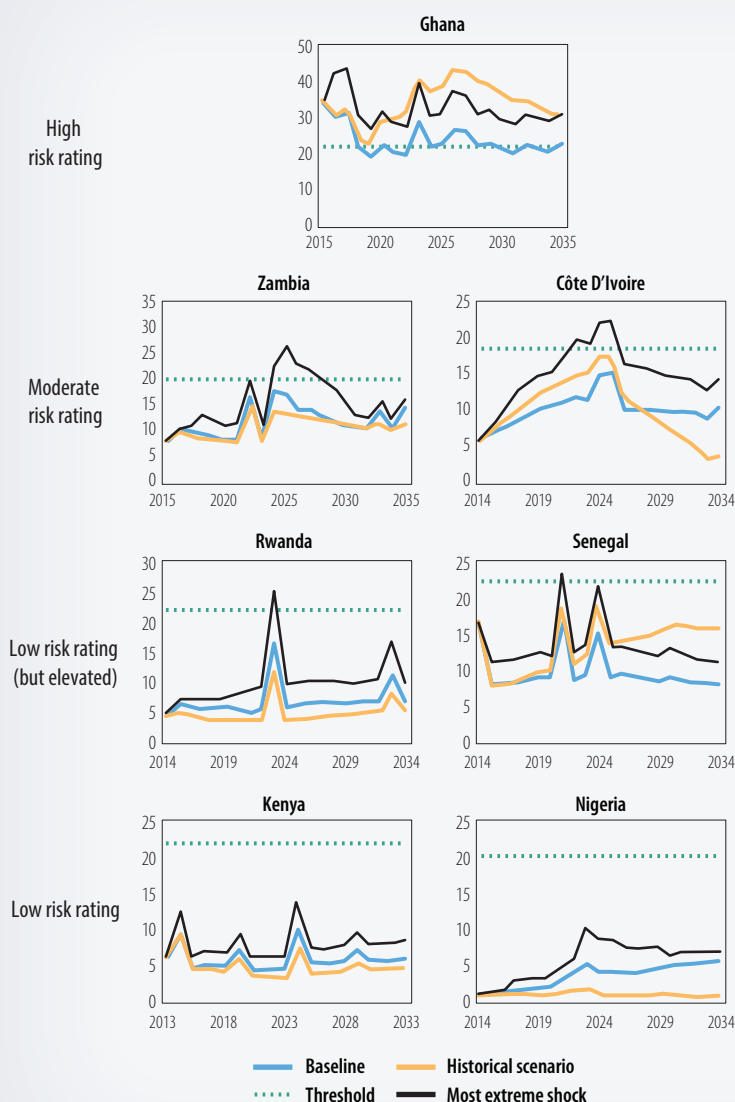 Ghana
High
risk rating
50
40
30
20
10
0
2015 2020 2025 2030 2035
Moderate
risk rating
Zambia
35
30
25
20
15
10
5
0
2015 2020 2025 2030 2035
Côte D'Ivoire
25
20
15
10
5
0
2014 2019 2024 2029 2034
Low risk rating
(but elevated)
Rwanda
30
25
20
15
10
5
0
2014 2019 2024 2029 2034
Senegal
25
20
15
10
5
0
2014 2019 2024 2029 2034
Low risk rating
Kenya
25
20
15
10
5
0
2013 2018 2023 2028 2033
Nigeria
25
20
15
10
5
0
2014 2019 2024 2029 2034
Baseline Historical scenario
Threshold Most extreme shock